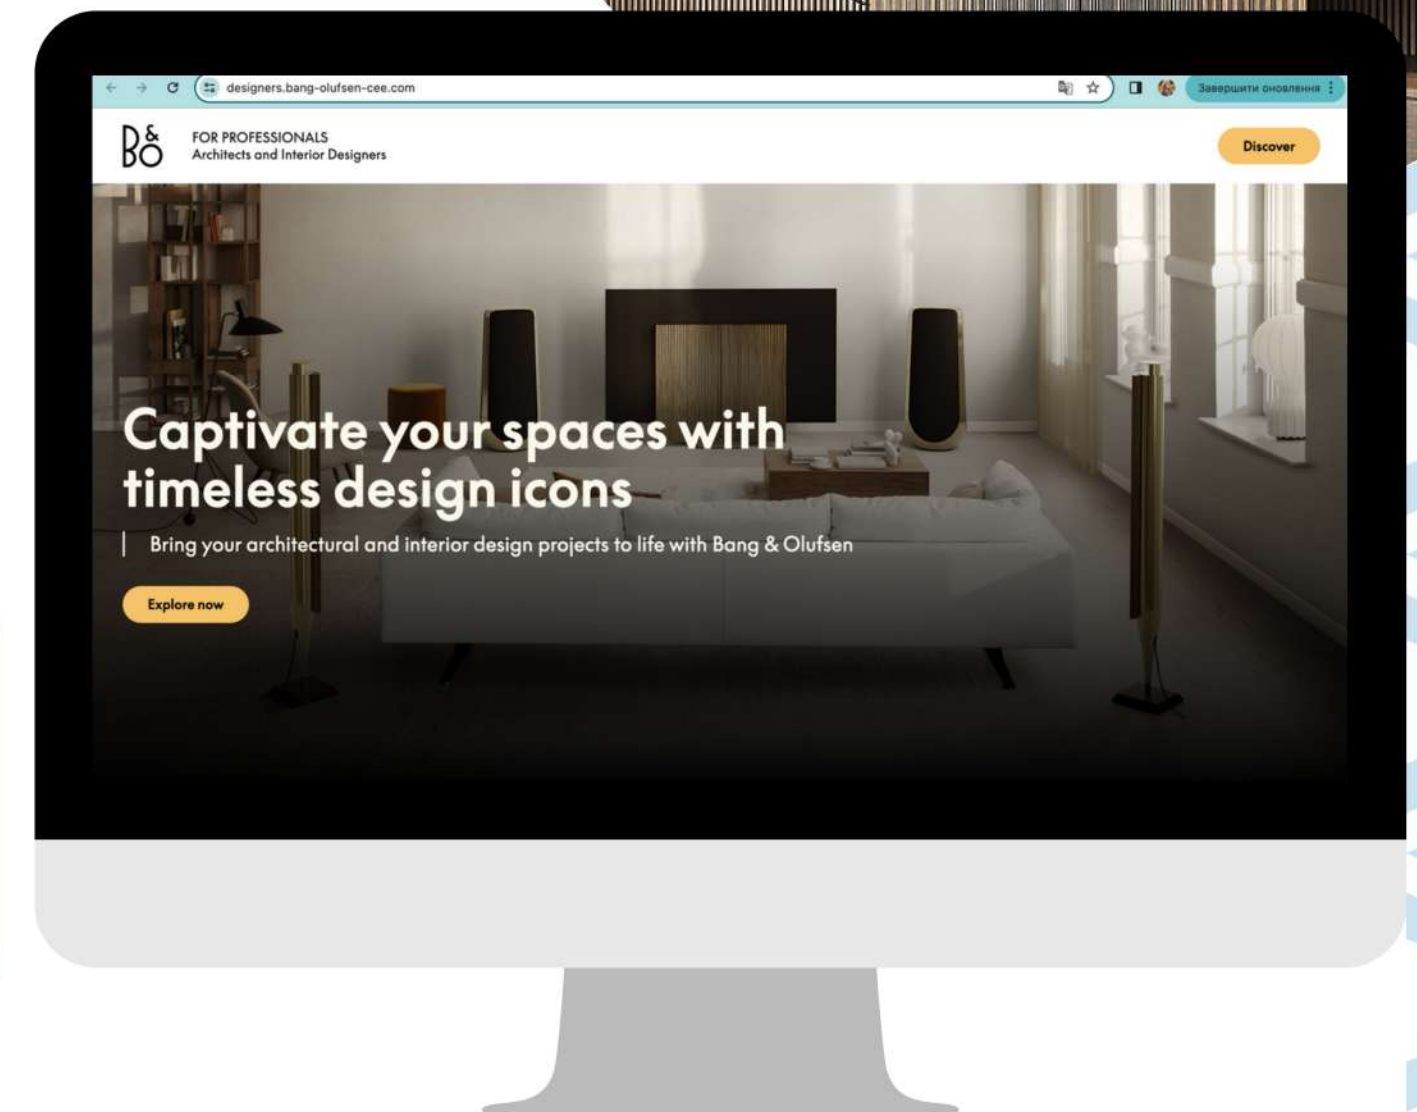 designers.bang-olufsen-cee.com
Завершити оновлення
B&O
FOR PROFESSIONALS
Architects and Interior Designers
Discover
Captivate your spaces with
timeless design icons
Bring your architectural and interior design projects to life with Bang & Olufsen
Explore now